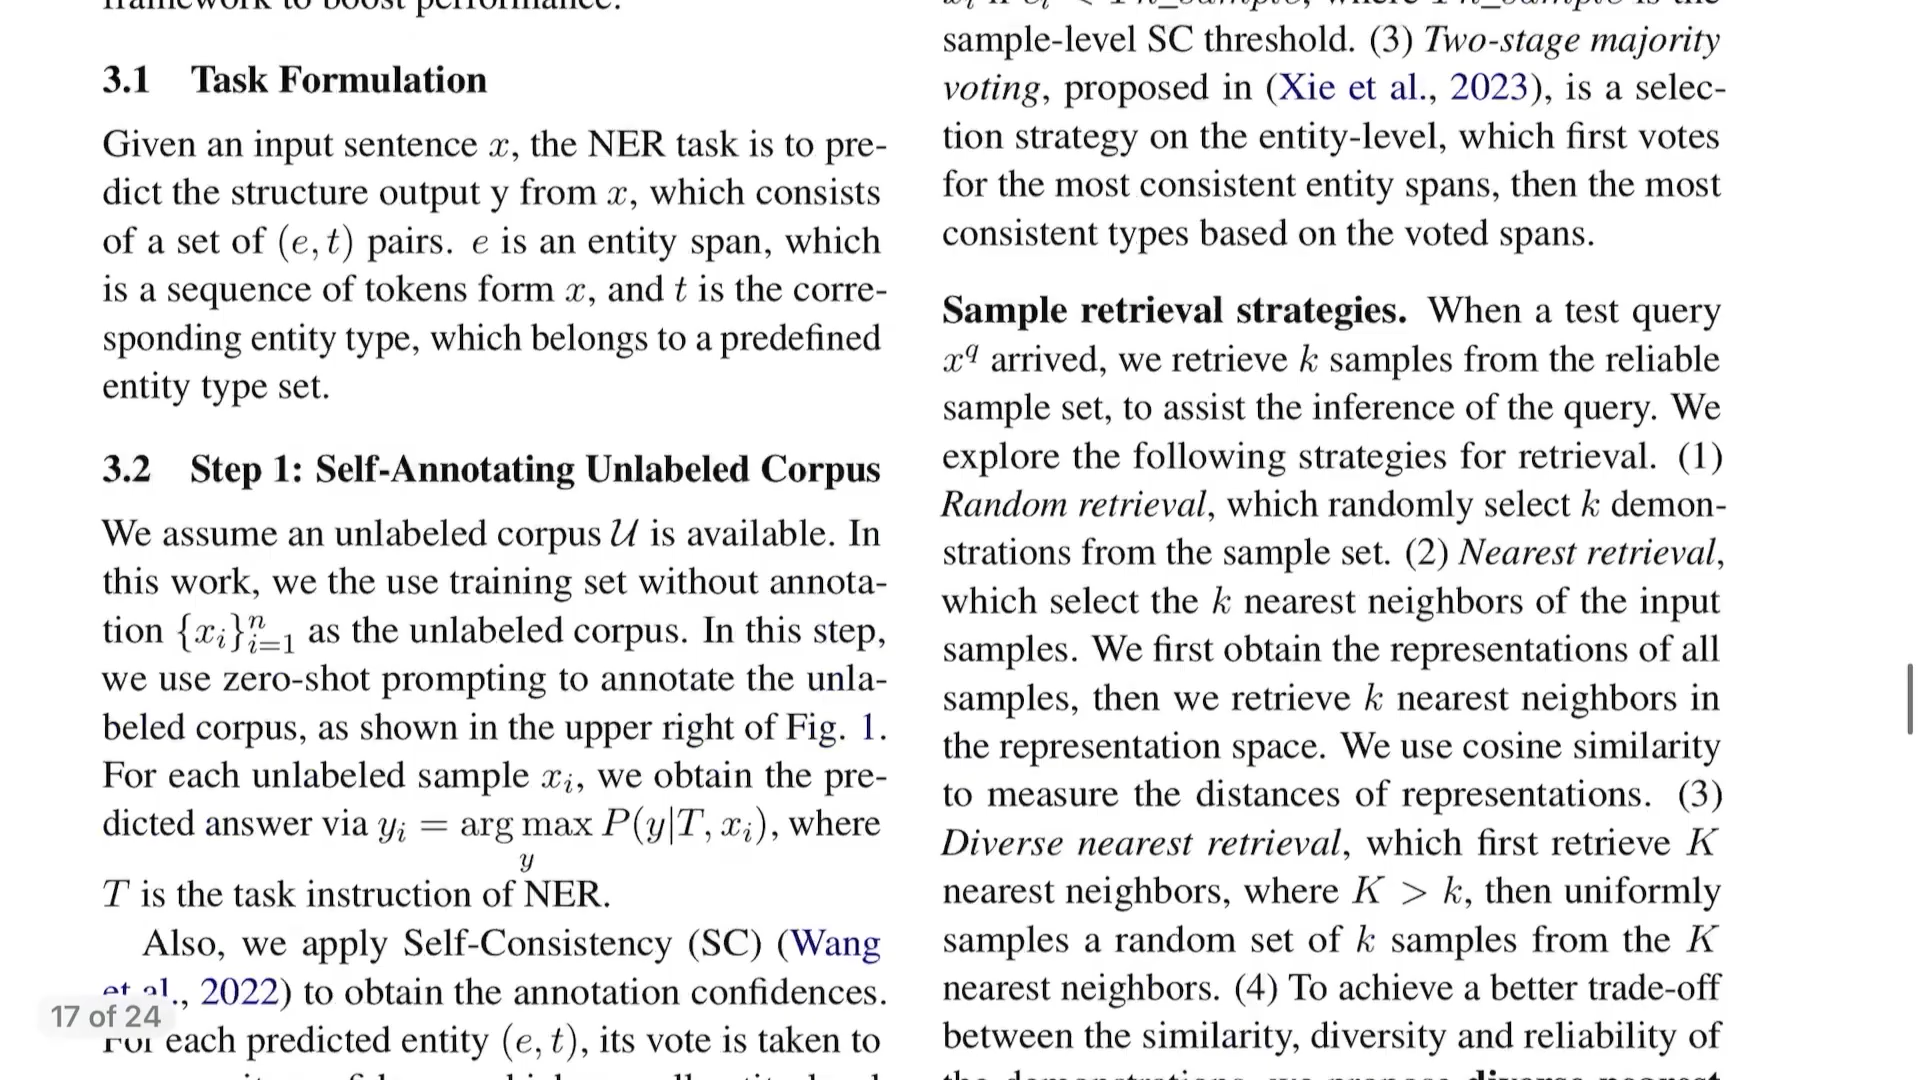 framework to boost performance.
3.1 Task Formulation
Given an input sentence x, the NER task is to pre-
dict the structure output y from x, which consists
of a set of (e, t) pairs. e is an entity span, which
is a sequence of tokens form x, and t is the corre-
sponding entity type, which belongs to a predefined
entity type set.
3.2 Step 1: Self-Annotating Unlabeled Corpus
We assume an unlabeled corpus U is available. In
this work, we the use training set without annota-
tion {xᵢ}ⁿᵢ₌₁ as the unlabeled corpus. In this step,
we use zero-shot prompting to annotate the unla-
beled corpus, as shown in the upper right of Fig. 1.
For each unlabeled sample xᵢ, we obtain the pre-
dicted answer via yᵢ = arg max P(y|T, xᵢ), where
y
T is the task instruction of NER.
Also, we apply Self-Consistency (SC) (Wang
et al., 2022) to obtain the annotation confidences.
For each predicted entity (e, t), its vote is taken to
17 of 24
sample-level SC threshold. (3) Two-stage majority
voting, proposed in (Xie et al., 2023), is a selec-
tion strategy on the entity-level, which first votes
for the most consistent entity spans, then the most
consistent types based on the voted spans.
Sample retrieval strategies. When a test query
x^q arrived, we retrieve k samples from the reliable
sample set, to assist the inference of the query. We
explore the following strategies for retrieval. (1)
Random retrieval, which randomly select k demon-
strations from the sample set. (2) Nearest retrieval,
which select the k nearest neighbors of the input
samples. We first obtain the representations of all
samples, then we retrieve k nearest neighbors in
the representation space. We use cosine similarity
to measure the distances of representations. (3)
Diverse nearest retrieval, which first retrieve K
nearest neighbors, where K > k, then uniformly
samples a random set of k samples from the K
nearest neighbors. (4) To achieve a better trade-off
between the similarity, diversity and reliability of